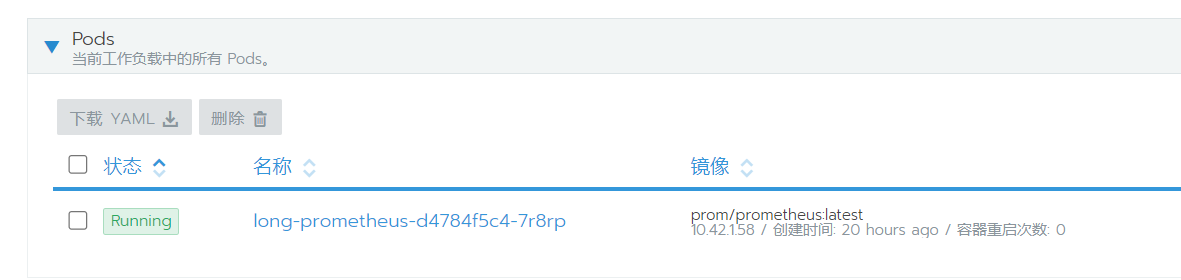 Pods
当前工作负载中的所有 Pods。
下载 YAML 删除
状态 名称 镜像
Running long-prometheus-d4784f5c4-7r8rp prom/prometheus:latest
10.42.1.58 / 创建时间: 20 hours ago / 容器重启次数: 0